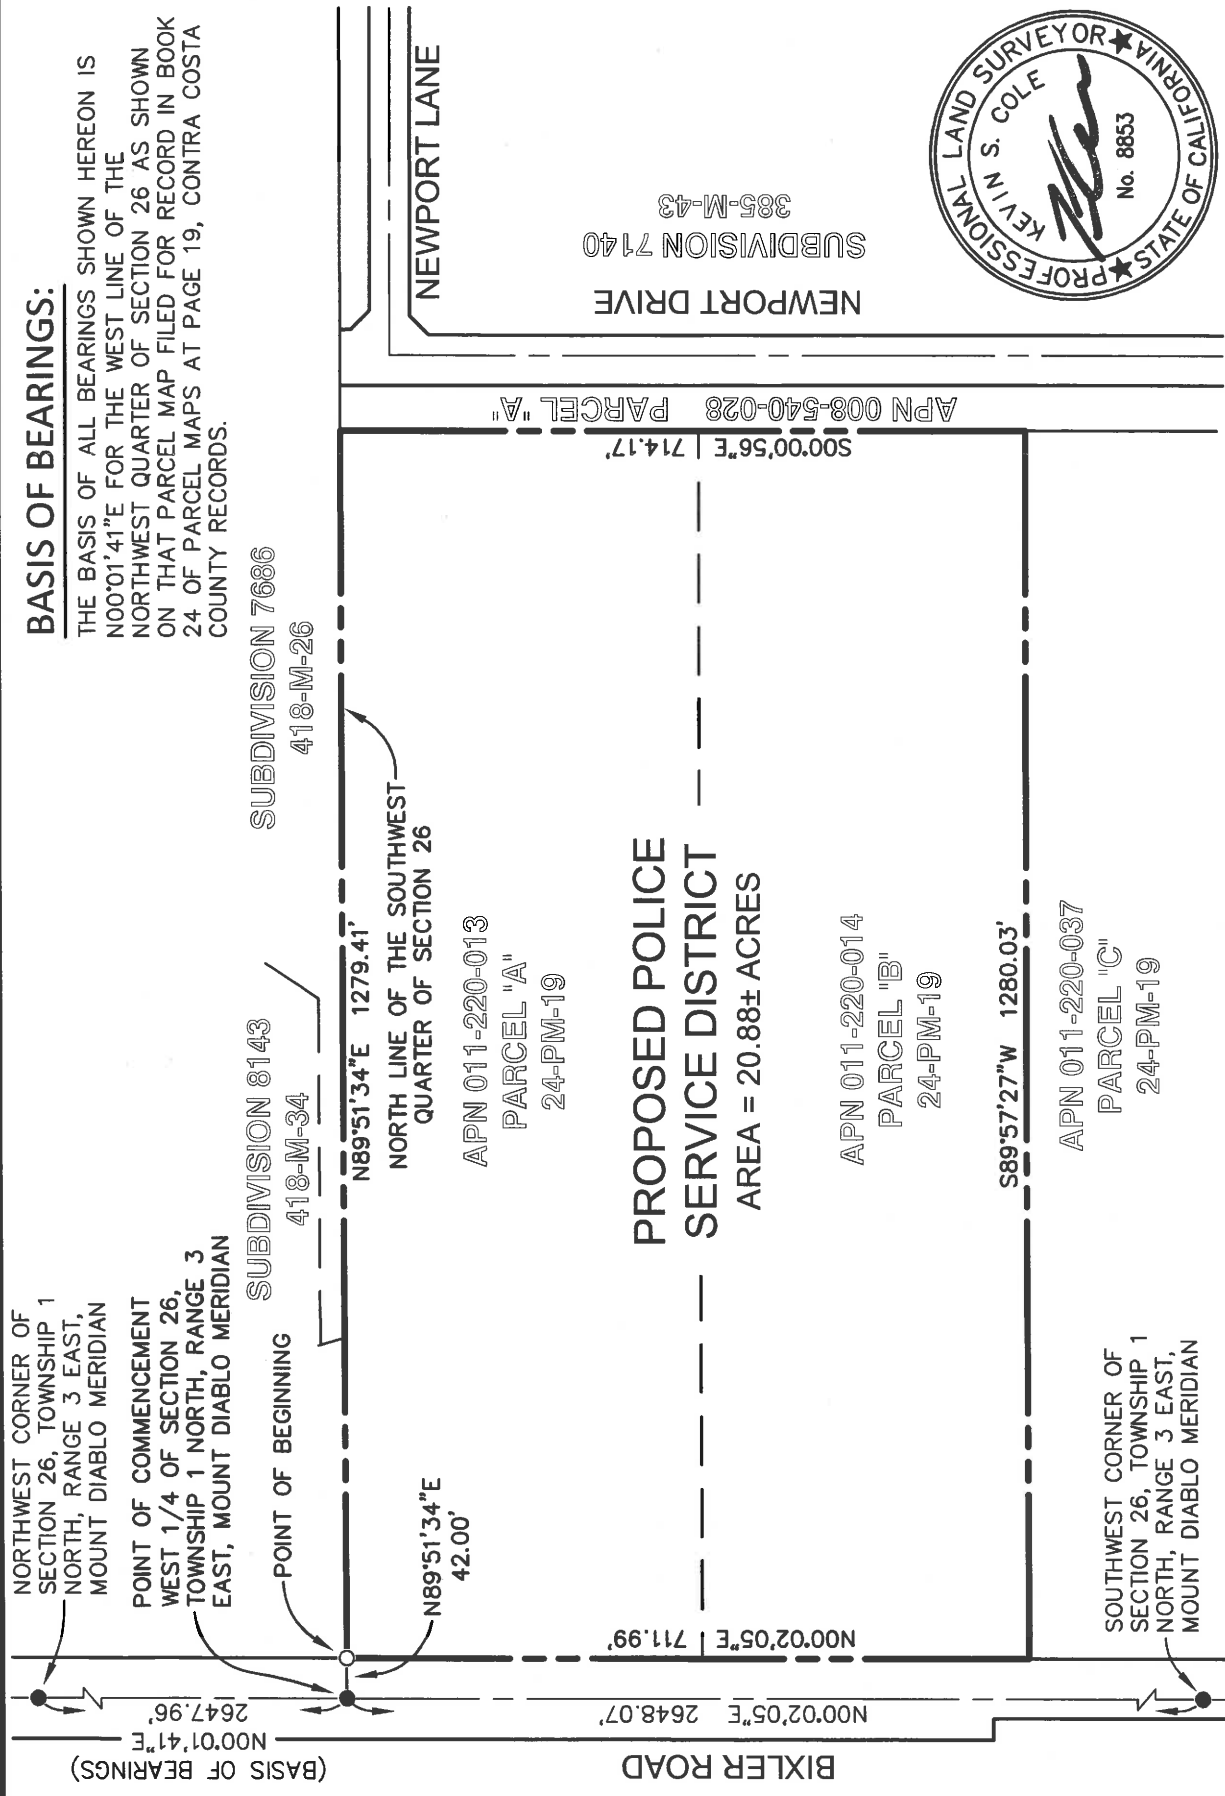 BASIS OF BEARINGS:
THE BASIS OF ALL BEARINGS SHOWN HEREON IS
N00°01'41"E FOR THE WEST LINE OF THE
NORTHWEST QUARTER OF SECTION 26 AS SHOWN
ON THAT PARCEL MAP FILED FOR RECORD IN BOOK
24 OF PARCEL MAPS AT PAGE 19, CONTRA COSTA
COUNTY RECORDS.
NORTHWEST CORNER OF
SECTION 26, TOWNSHIP 1
NORTH, RANGE 3 EAST,
MOUNT DIABLO MERIDIAN
POINT OF COMMENCEMENT
WEST 1/4 OF SECTION 26,
TOWNSHIP 1 NORTH, RANGE 3
EAST, MOUNT DIABLO MERIDIAN
POINT OF BEGINNING
SUBDIVISION 8143
418-M-34
SUBDIVISION 7686
418-M-26
(BASIS OF BEARINGS)
N00°01'41"E
2647.96'
N89°51'34"E 1279.41'
NORTH LINE OF THE SOUTHWEST
QUARTER OF SECTION 26
N89°51'34"E
42.00'
APN 011-220-013
PARCEL "A"
24-PM-19
NEWPORT LANE
PROPOSED POLICE
SERVICE DISTRICT
AREA = 20.88± ACRES
BIXLER ROAD
N00°02'05"E 2648.07'
N00°02'05"E 711.99'
S00°00'56"E
714.17'
APN 008-540-028 PARCEL "A"
NEWPORT DRIVE
SUBDIVISION 7140
385-M-43
APN 011-220-014
PARCEL "B"
24-PM-19
S89°57'27"W 1280.03'
APN 011-220-037
PARCEL "C"
24-PM-19
SOUTHWEST CORNER OF
SECTION 26, TOWNSHIP 1
NORTH, RANGE 3 EAST,
MOUNT DIABLO MERIDIAN
PROFESSIONAL LAND SURVEYOR
KEVIN S. COLE
No. 8853
STATE OF CALIFORNIA